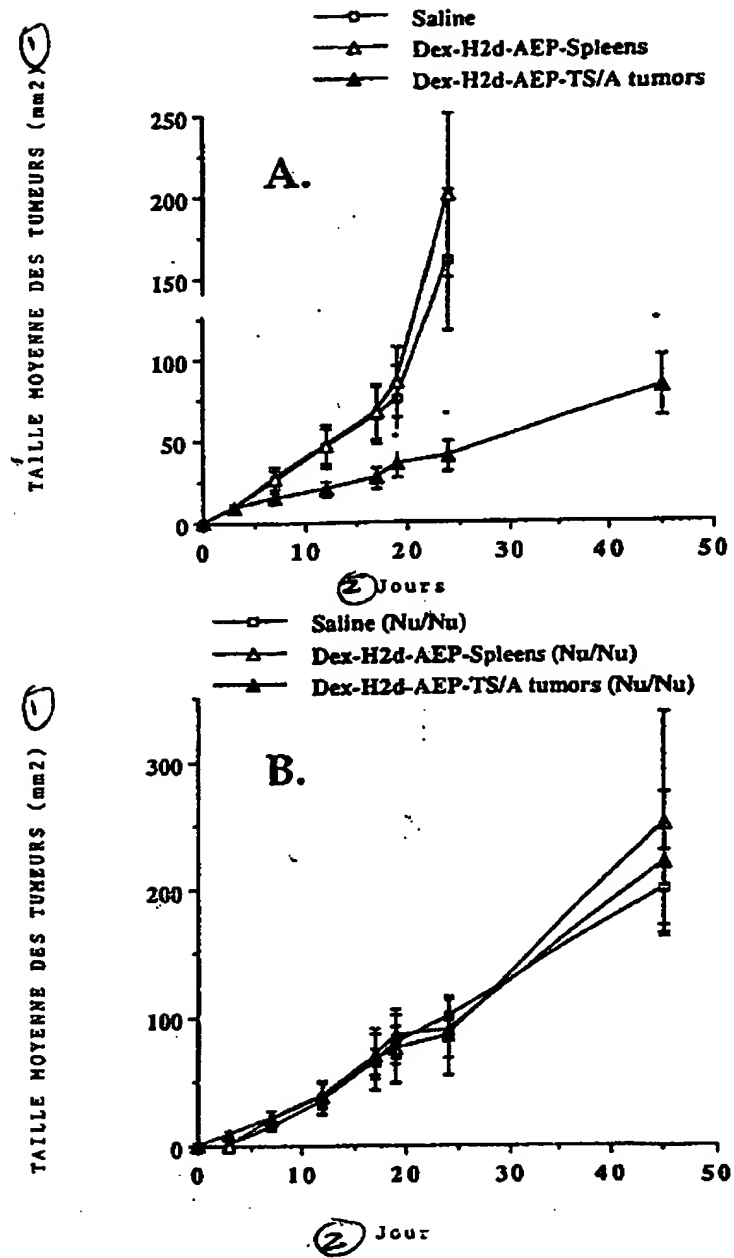 Saline
Dex-H2d-AEP-Spleens
Dex-H2d-AEP-TS/A tumors
TAILLE MOYENNE DES TUMEURS (mm2) 1
A.
250
200
150
100
50
0
0 10 20 30 40 50
2 Jours
Saline (Nu/Nu)
Dex-H2d-AEP-Spleens (Nu/Nu)
Dex-H2d-AEP-TS/A tumors (Nu/Nu)
TAILLE MOYENNE DES TUMEURS (mm2) 1
B.
300
200
100
0
0 10 20 30 40 50
2 Jour